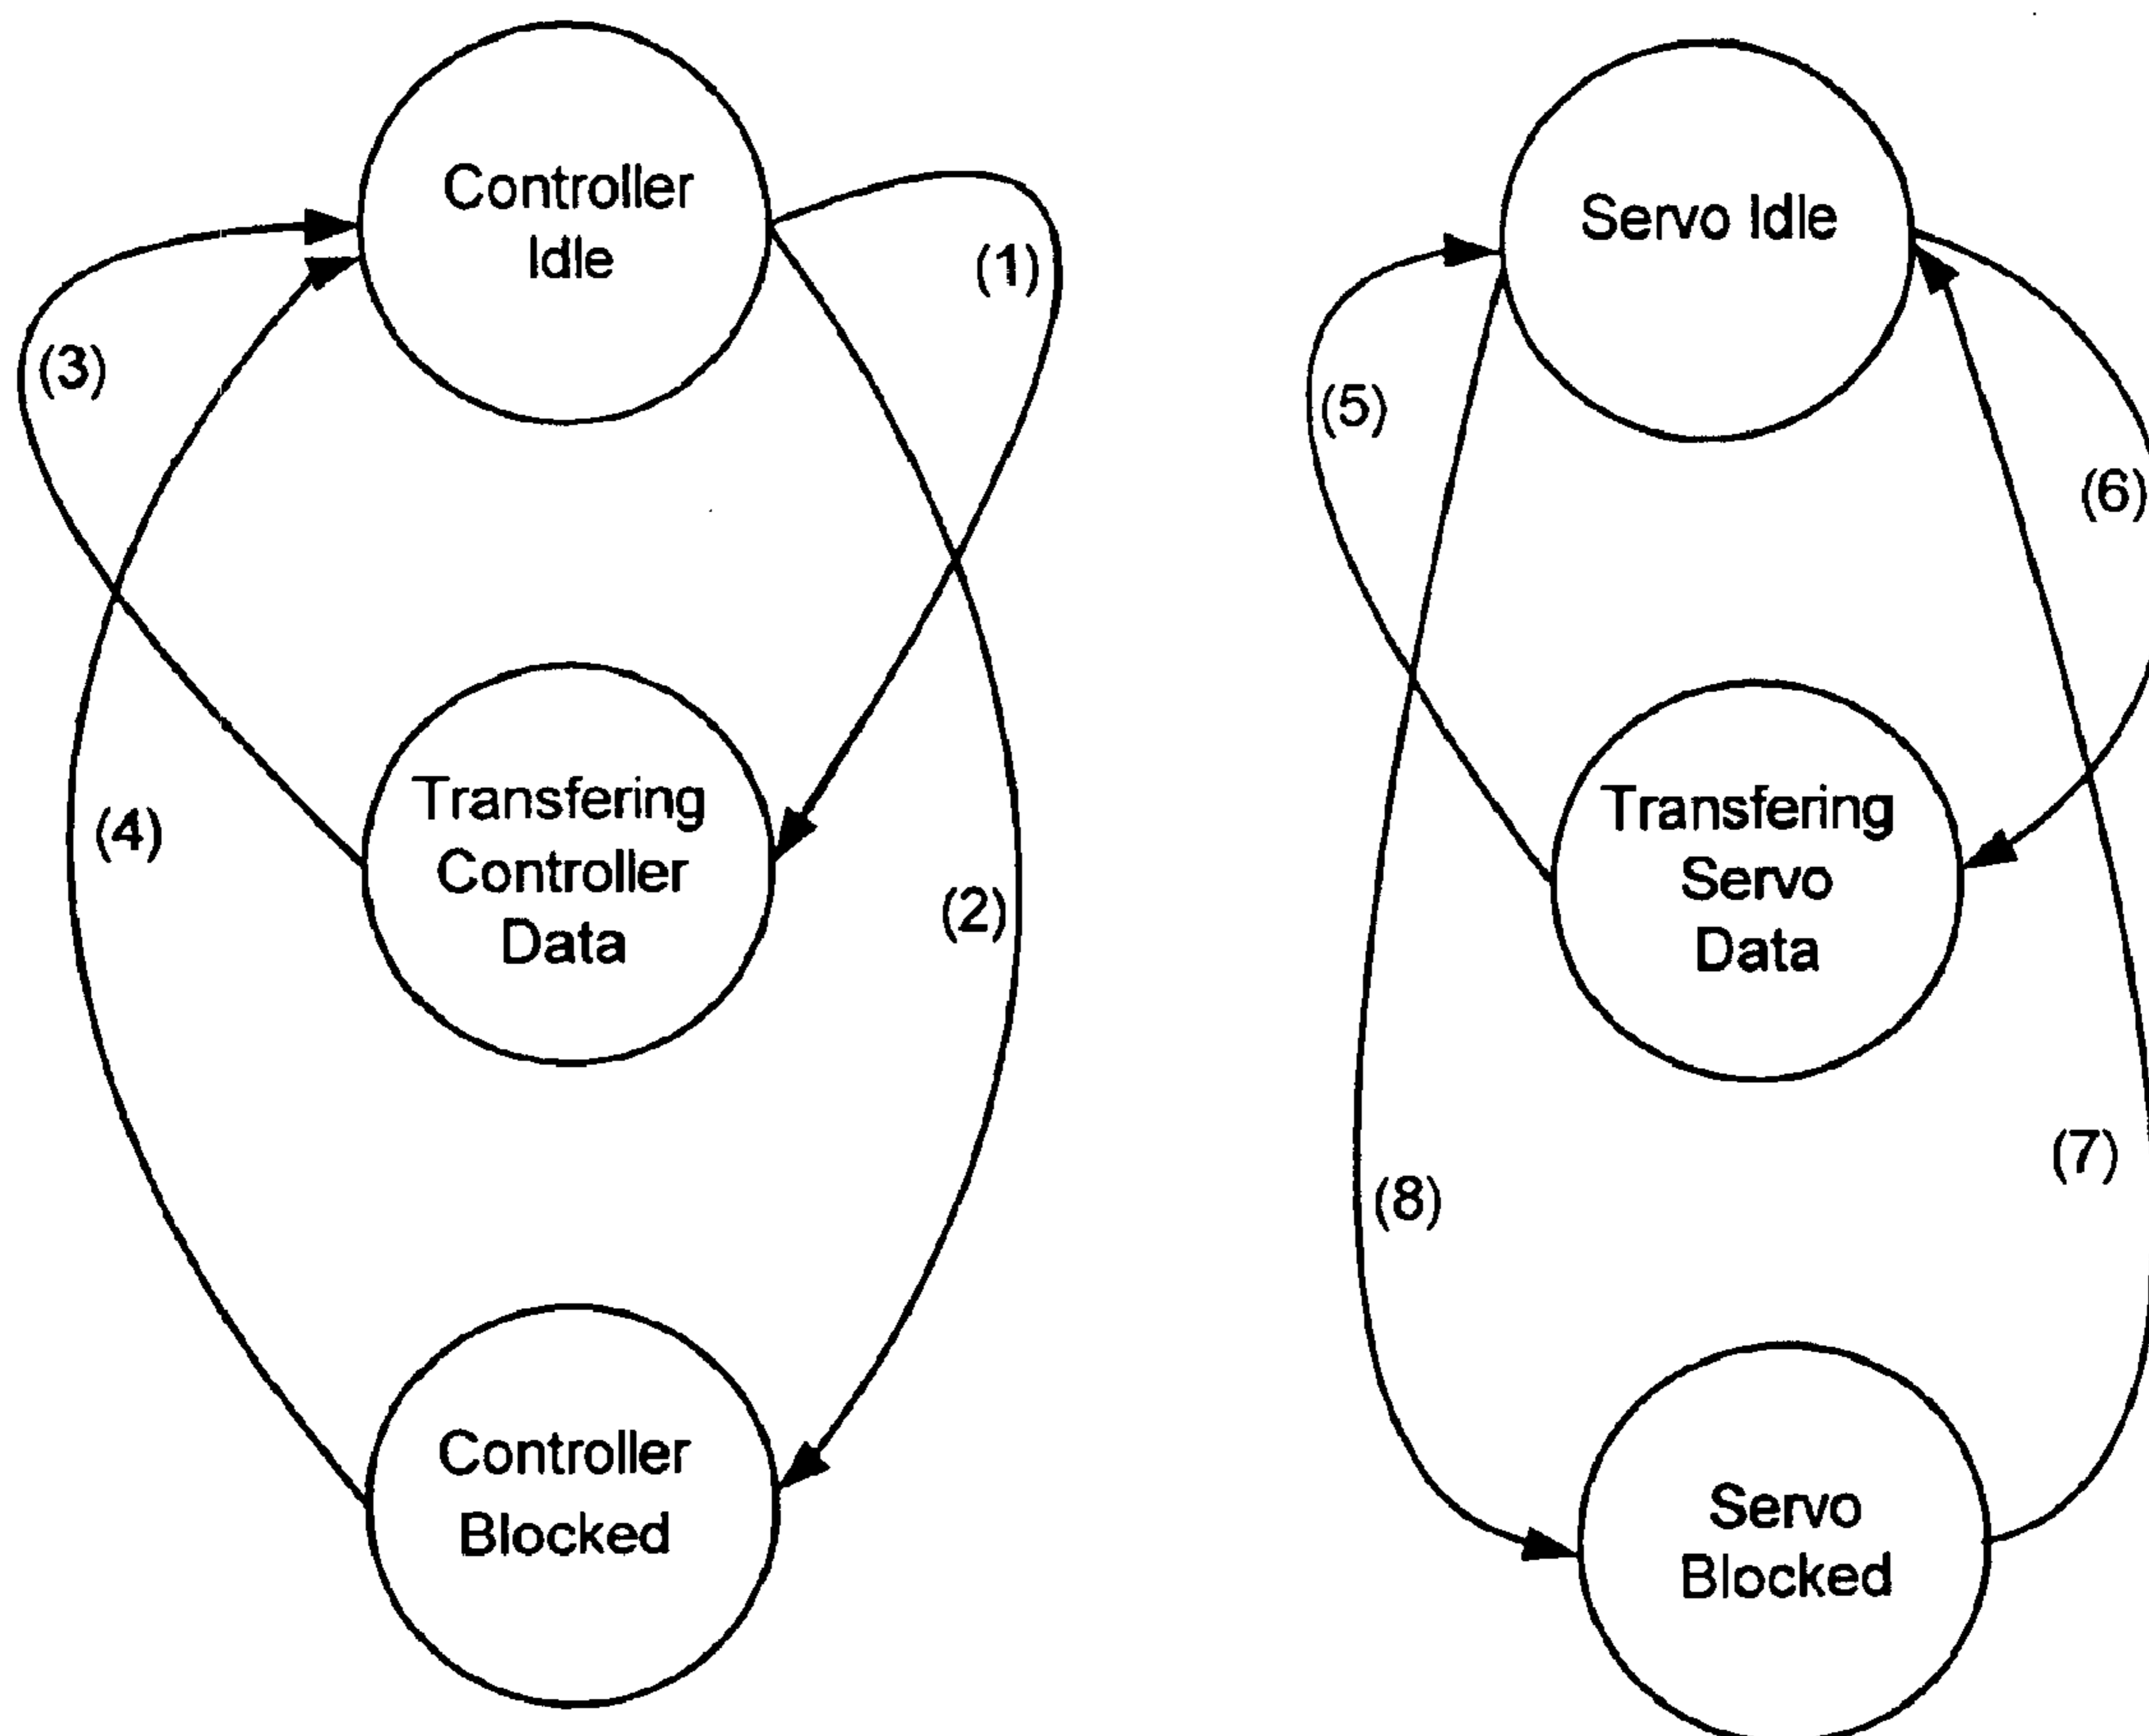 Controller
Idle
(1)
(3)
Transfering
Controller
Data
(4)
(2)
Controller
Blocked
Servo Idle
(5)
(6)
Transfering
Servo
Data
(7)
(8)
Servo
Blocked